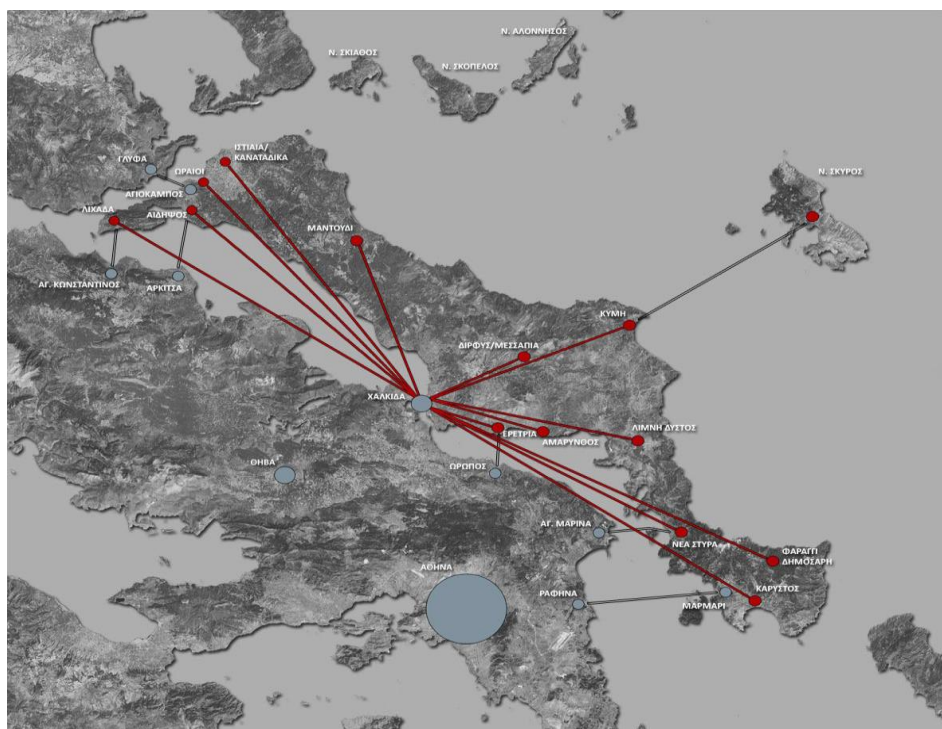 Ν. ΑΛΟΝΝΗΣΟΣ
Ν. ΣΚΙΑΘΟΣ
Ν. ΣΚΟΠΕΛΟΣ
ΙΣΤΙΑΙΑ/
ΚΑΝΑΤΑΔΙΚΑ
ΓΛΥΦΑ
ΩΡΑΙΟΙ
Ν. ΣΚΥΡΟΣ
ΑΓΙΟΚΑΜΠΟΣ
ΛΙΧΑΔΑ
ΑΙΔΗΨΟΣ
ΜΑΝΤΟΥΔΙ
ΑΓ. ΚΩΝΣΤΑΝΤΙΝΟΣ
ΑΡΚΙΤΣΑ
ΚΥΜΗ
ΔΙΡΦΥΣ/ΜΕΣΣΑΠΙΑ
ΧΑΛΚΙΔΑ
ΛΙΜΝΗ ΔΥΣΤΟΣ
ΕΡΕΤΡΙΑ
ΑΜΑΡΥΝΘΟΣ
ΘΗΒΑ
ΩΡΩΠΟΣ
ΑΓ. ΜΑΡΙΝΑ
ΝΕΑ ΣΤΥΡΑ
ΦΑΡΑΓΓΙ
ΔΗΜΟΣΑΡΗ
ΑΘΗΝΑ
ΚΑΡΥΣΤΟΣ
ΡΑΦΗΝΑ
ΜΑΡΜΑΡΙ